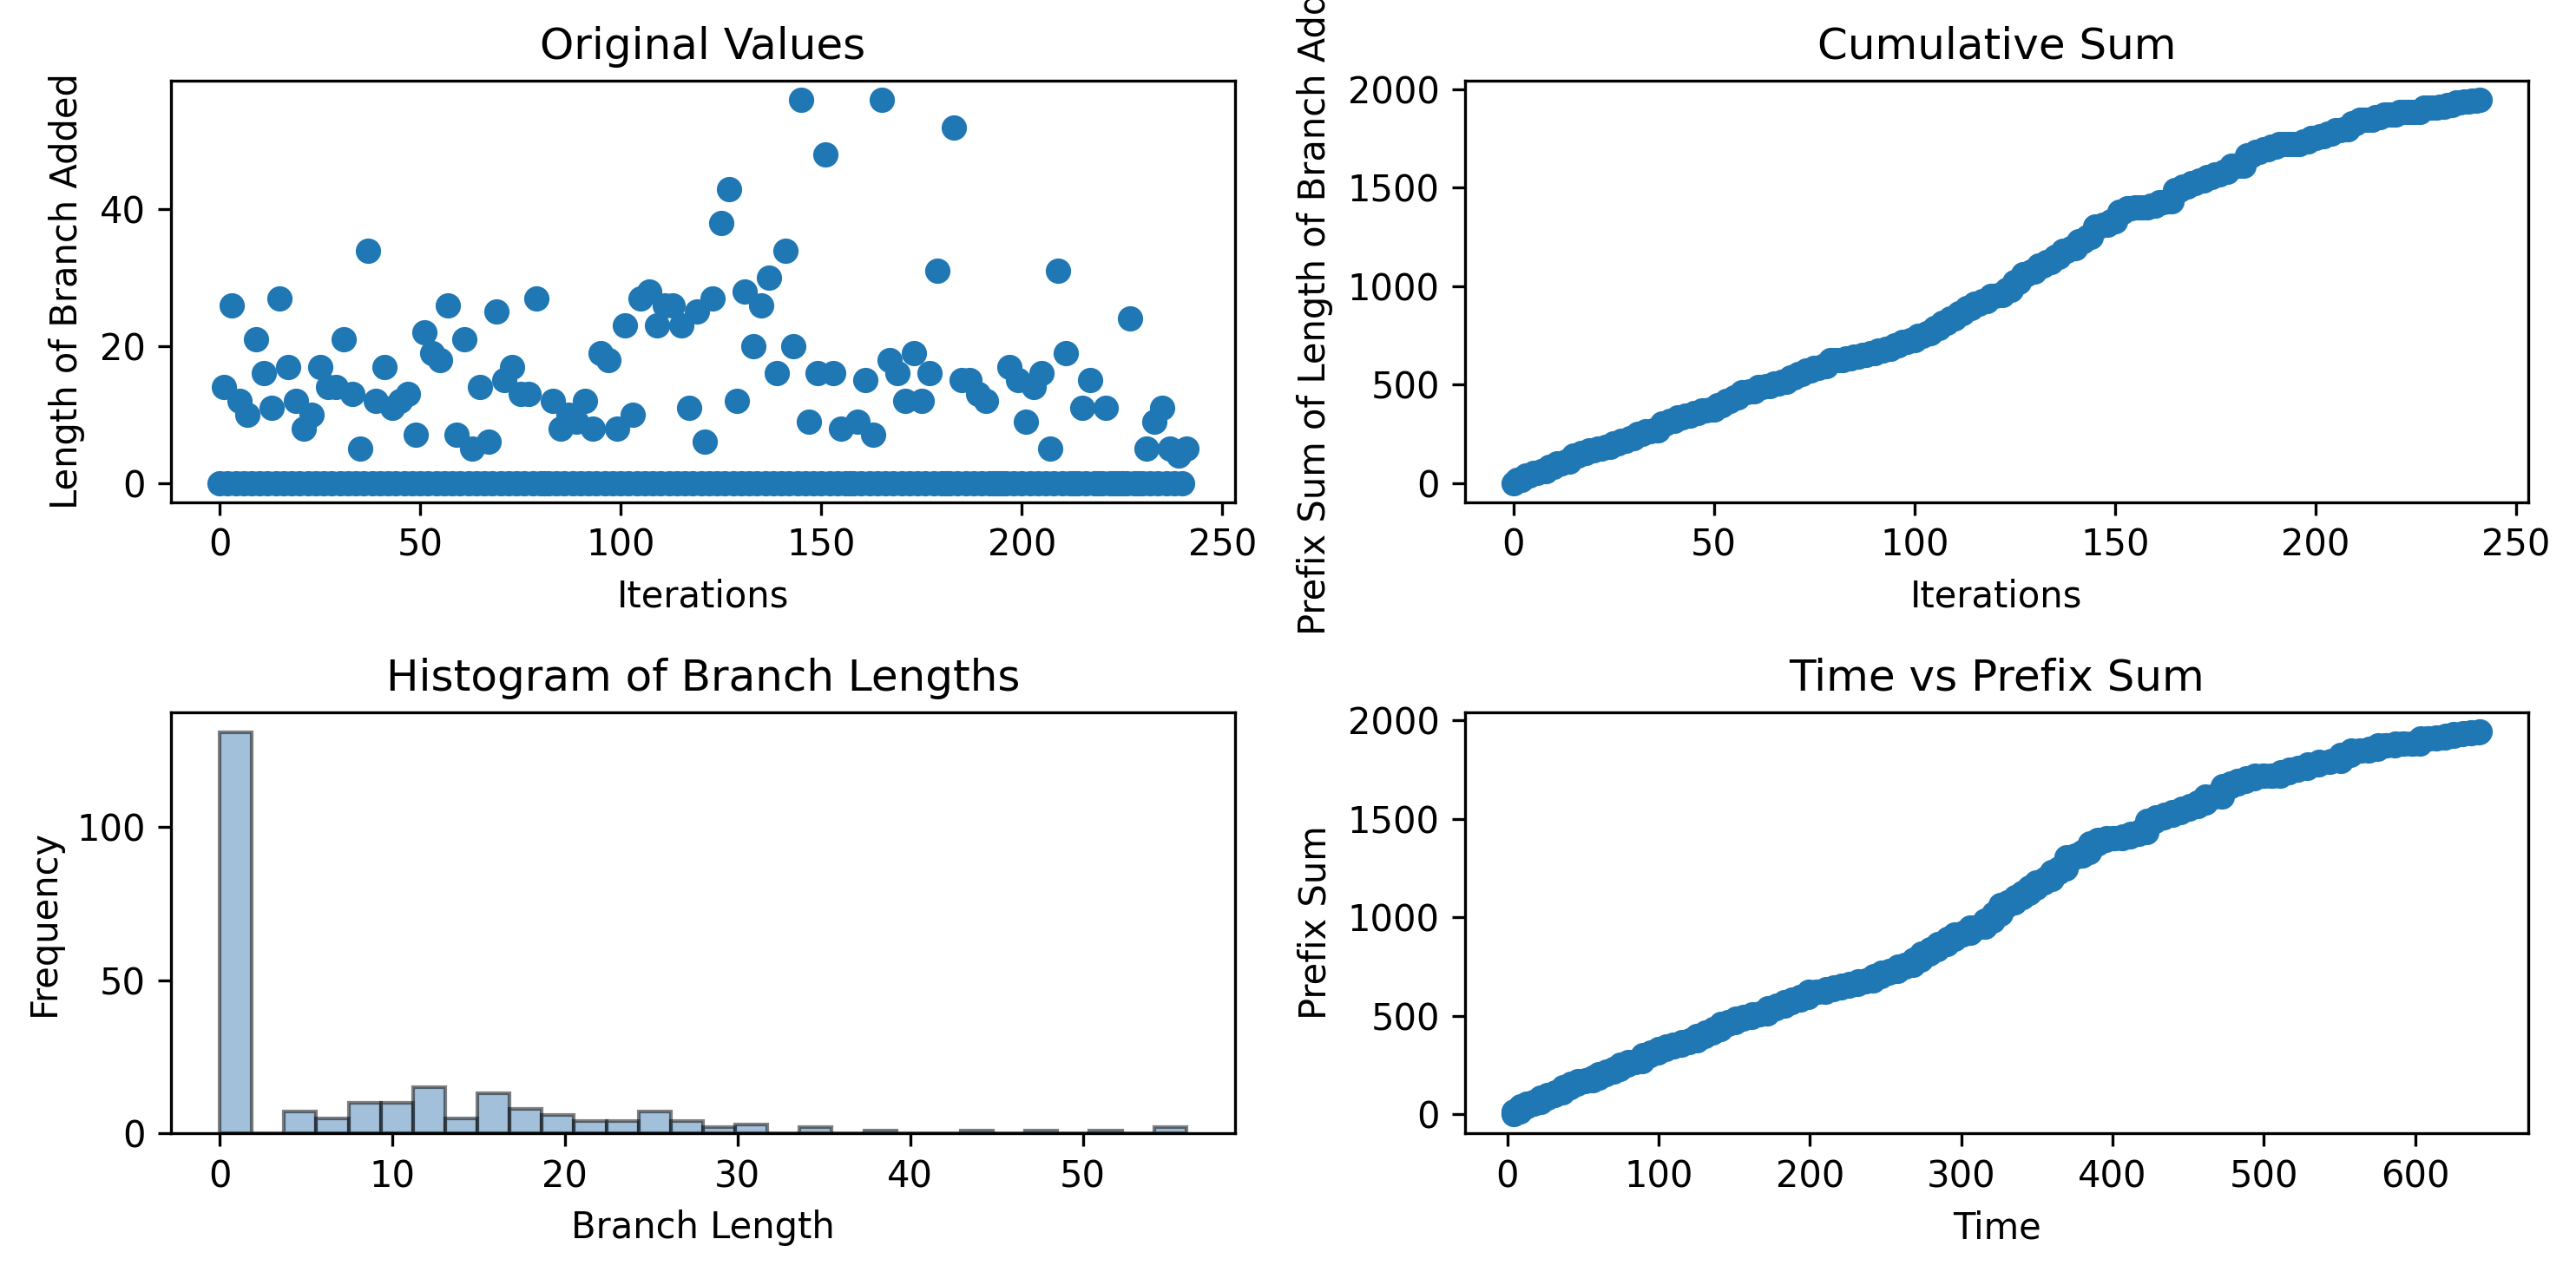 Original Values
Length of Branch Added
40
20
0
0 50 100 150 200 250
Iterations
Cumulative Sum
Prefix Sum of Length of Branch
2000
1500
1000
500
0
0 50 100 150 200 250
Iterations
Histogram of Branch Lengths
Frequency
100
50
0
0 10 20 30 40 50
Branch Length
Time vs Prefix Sum
Prefix Sum
2000
1500
1000
500
0
0 100 200 300 400 500 600
Time